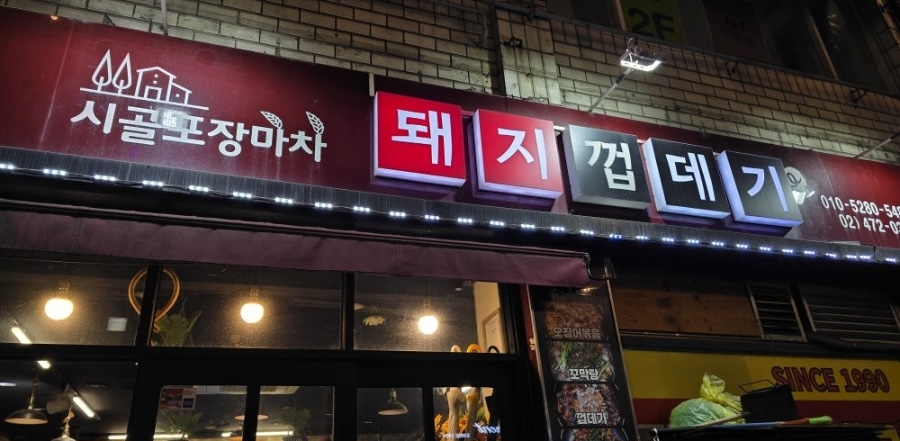 2F
시골포장마차
돼지껍데기
010-5280-54
02) 472-0
오징어볶음
꼬막탕
껍데기
SINCE 1990